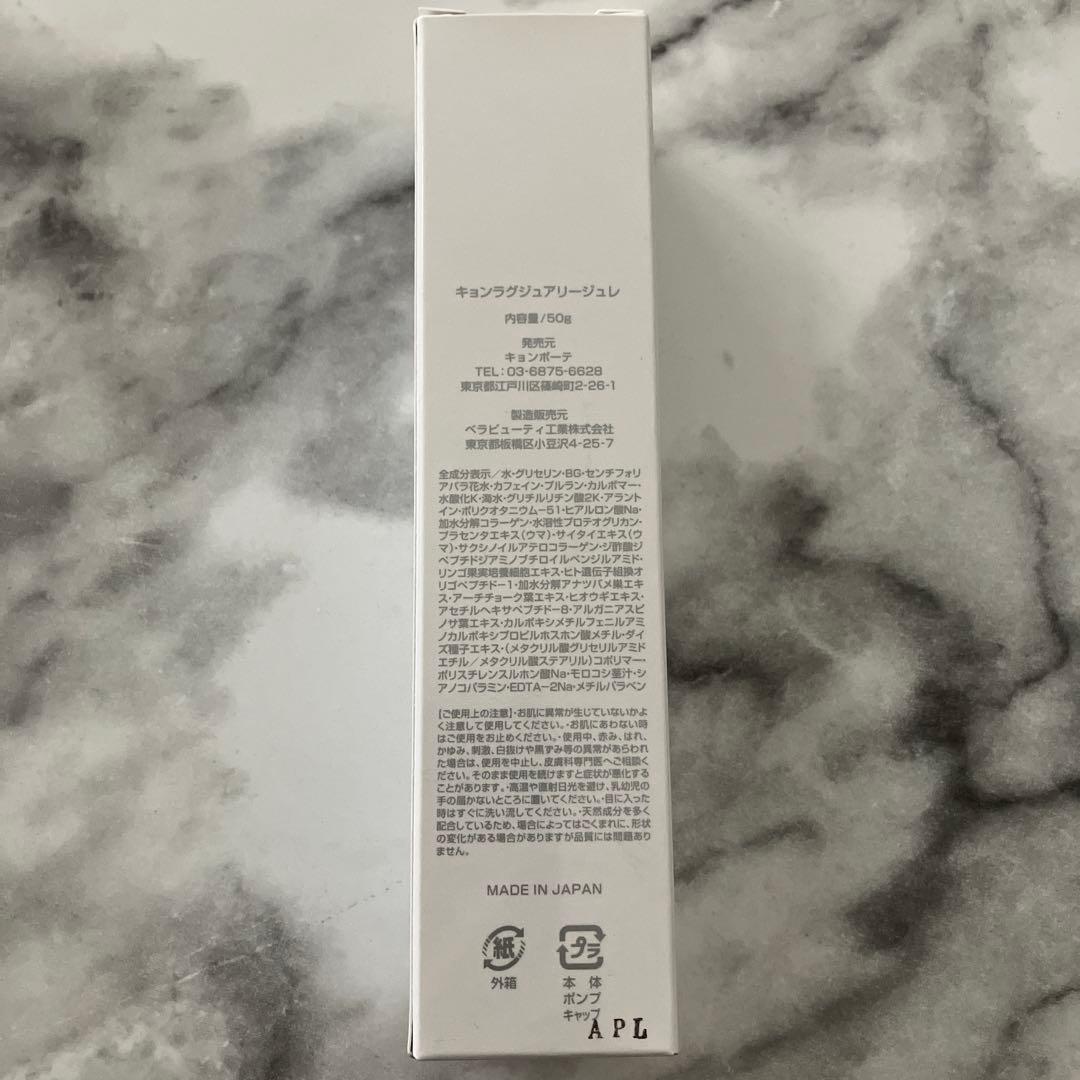 キョンラグジュアリージュレ
内容量/50g
発売元
キョンポーテ
TEL:03-6875-6628
東京都江戸川区篠崎町2-26-1
製造販売元
ベラビューティ工業株式会社
東京都板橋区小豆沢4-25-7
全成分表示/水・グリセリン・BG・センチフォリ
アバラ花水・カフェイン・プルラン・カルボマー・
水酸化K・濁水・グリチルリチン酸2K・アラント
イン・ポリクオタニウム-51・ヒアルロン酸Na・
加水分解コラーゲン・水溶性プロテオグリカン・
プラセンタエキス(ウマ)・サイタイエキス(ウ
マ)・サクシノイルアテロコラーゲン・ジ酢酸ジ
ペプチドジアミノブチロイルベンジルアミド・
リンゴ果実培養細胞エキス・ヒト遺伝子組換オ
リゴペプチド-1・加水分解アナツバメ巣エキ
ス・アーチチョーク葉エキス・ヒオウギエキス・
アセチルヘキサペプチド-8・アルガニアスピ
ノサ葉エキス・カルボキシメチルフェニルアミ
ノカルボキシプロピルホスホン酸メチル・ダイ
ズ種子エキス・(メタクリル酸グリセリルアミド
エチル/メタクリル酸ステアリル)コポリマー・
ポリスチレンスルホン酸Na・モロコシ茎汁・シ
アノコバラミン・EDTA-2Na・メチルパラベン
【ご使用上の注意】・お肌に異常が生じていないかよ
く注意して使用してください。・お肌にあわない時
はご使用をお止めください。・使用中、赤み、はれ、
かゆみ、刺激、白抜けや黒ずみ等の異常があらわれ
た場合は、使用を中止し、皮膚科専門医へご相談く
ださい。そのまま使用を続けますと症状が悪化する
ことがあります。・高温や直射日光を避け、乳幼児の
手の届かないところに置いてください。・目に入った
時はすぐに洗い流してください。・天然成分を多く
配合しているため、場合によってはごくまれに、形状
の変化がある場合がありますが品質には問題あり
ません。
MADE IN JAPAN
紙 プラ
外箱 本体
ポンプ
キャップ
APL